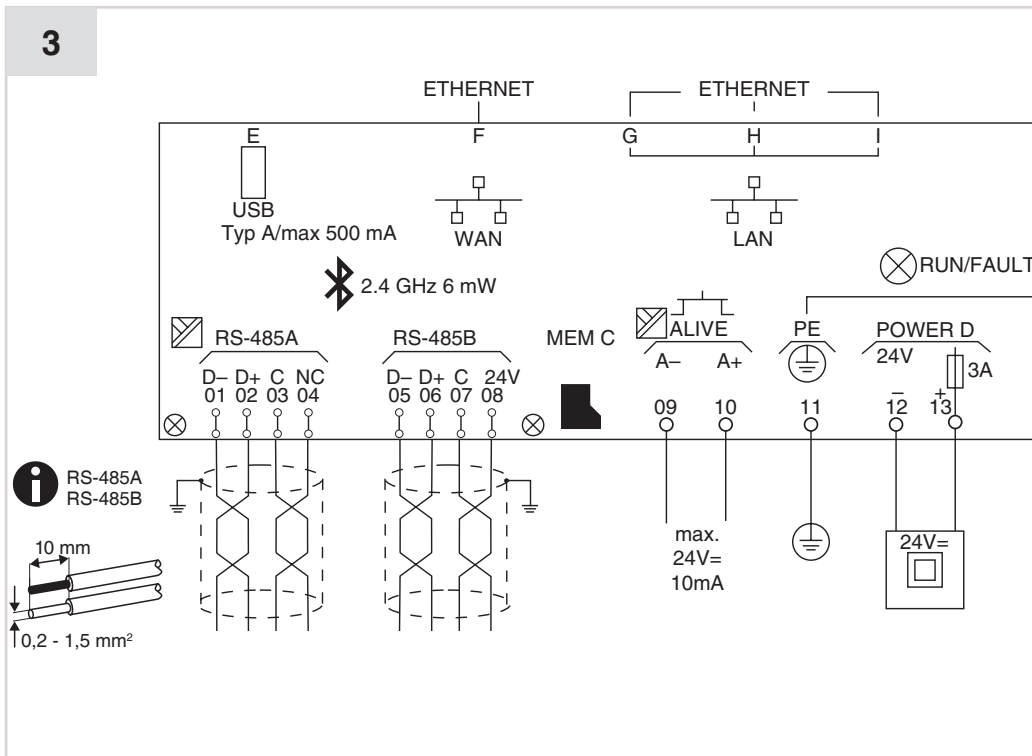 3
ETHERNET
ETHERNET
E
F
G
H
I
USB
Typ A/max 500 mA
WAN
LAN
2.4 GHz 6 mW
RUN/FAULT
RS-485A
RS-485B
MEM C
ALIVE
PE
POWER D
D– D+ C NC
01 02 03 04
D– D+ C 24V
05 06 07 08
A– A+
24V
3A
– +
09 10 11 12 13
i
RS-485A
RS-485B
10 mm
0,2 - 1,5 mm²
max.
24V=
10mA
24V=